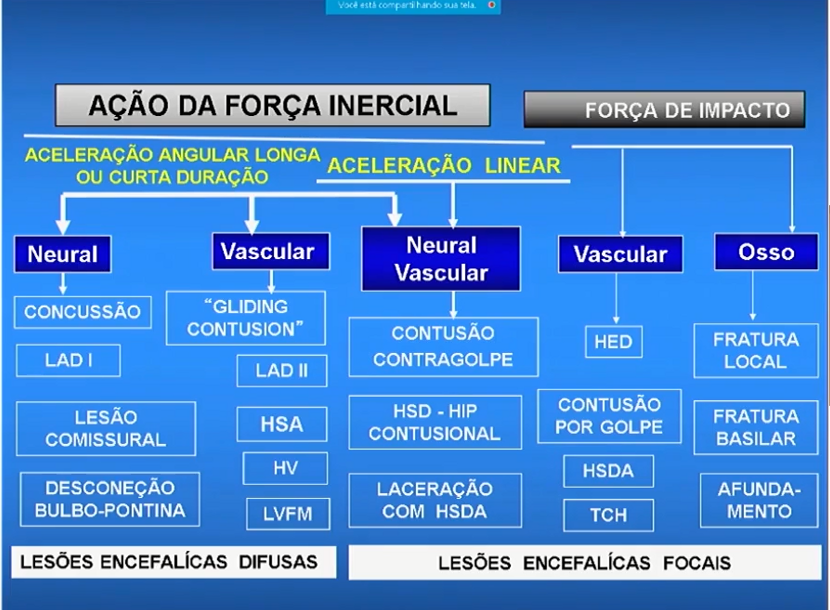 Você está compartilhando sua tela.
AÇÃO DA FORÇA INERCIAL
FORÇA DE IMPACTO
ACELERAÇÃO ANGULAR LONGA
OU CURTA DURAÇÃO
ACELERAÇÃO LINEAR
Neural
CONCUSSÃO
LAD I
LESÃO
COMISSURAL
DESCONEÇÃO
BULBO-PONTINA
Vascular
“GLIDING
CONTUSION”
LAD II
HSA
HV
LVFM
Neural
Vascular
CONTUSÃO
CONTRAGOLPE
HSD - HIP
CONTUSIONAL
LACERAÇÃO
COM HSDA
Vascular
HED
CONTUSÃO
POR GOLPE
HSDA
TCH
Osso
FRATURA
LOCAL
FRATURA
BASILAR
AFUNDA-
MENTO
LESÕES ENCEFALÍCAS DIFUSAS
LESÕES ENCEFALÍCAS FOCAIS